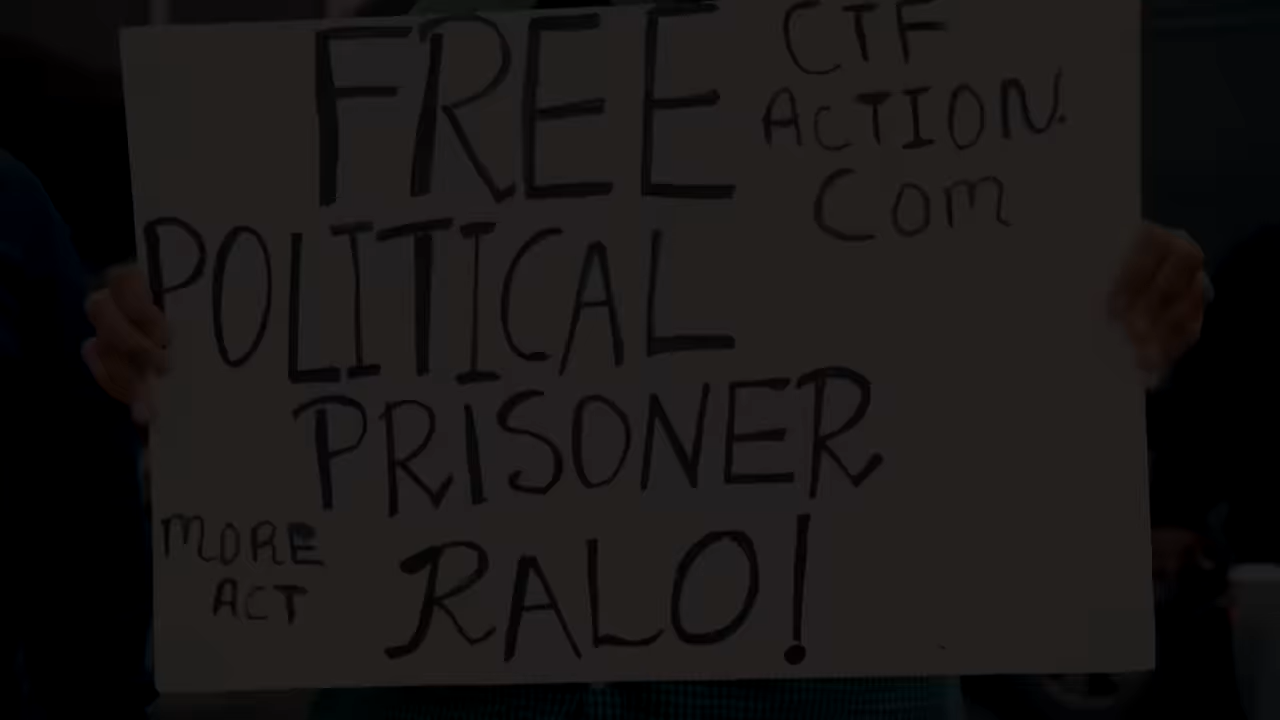 FREE
POLITICAL
PRISONER
RALO!
CTF
ACTION.
COM
MORE
ACT